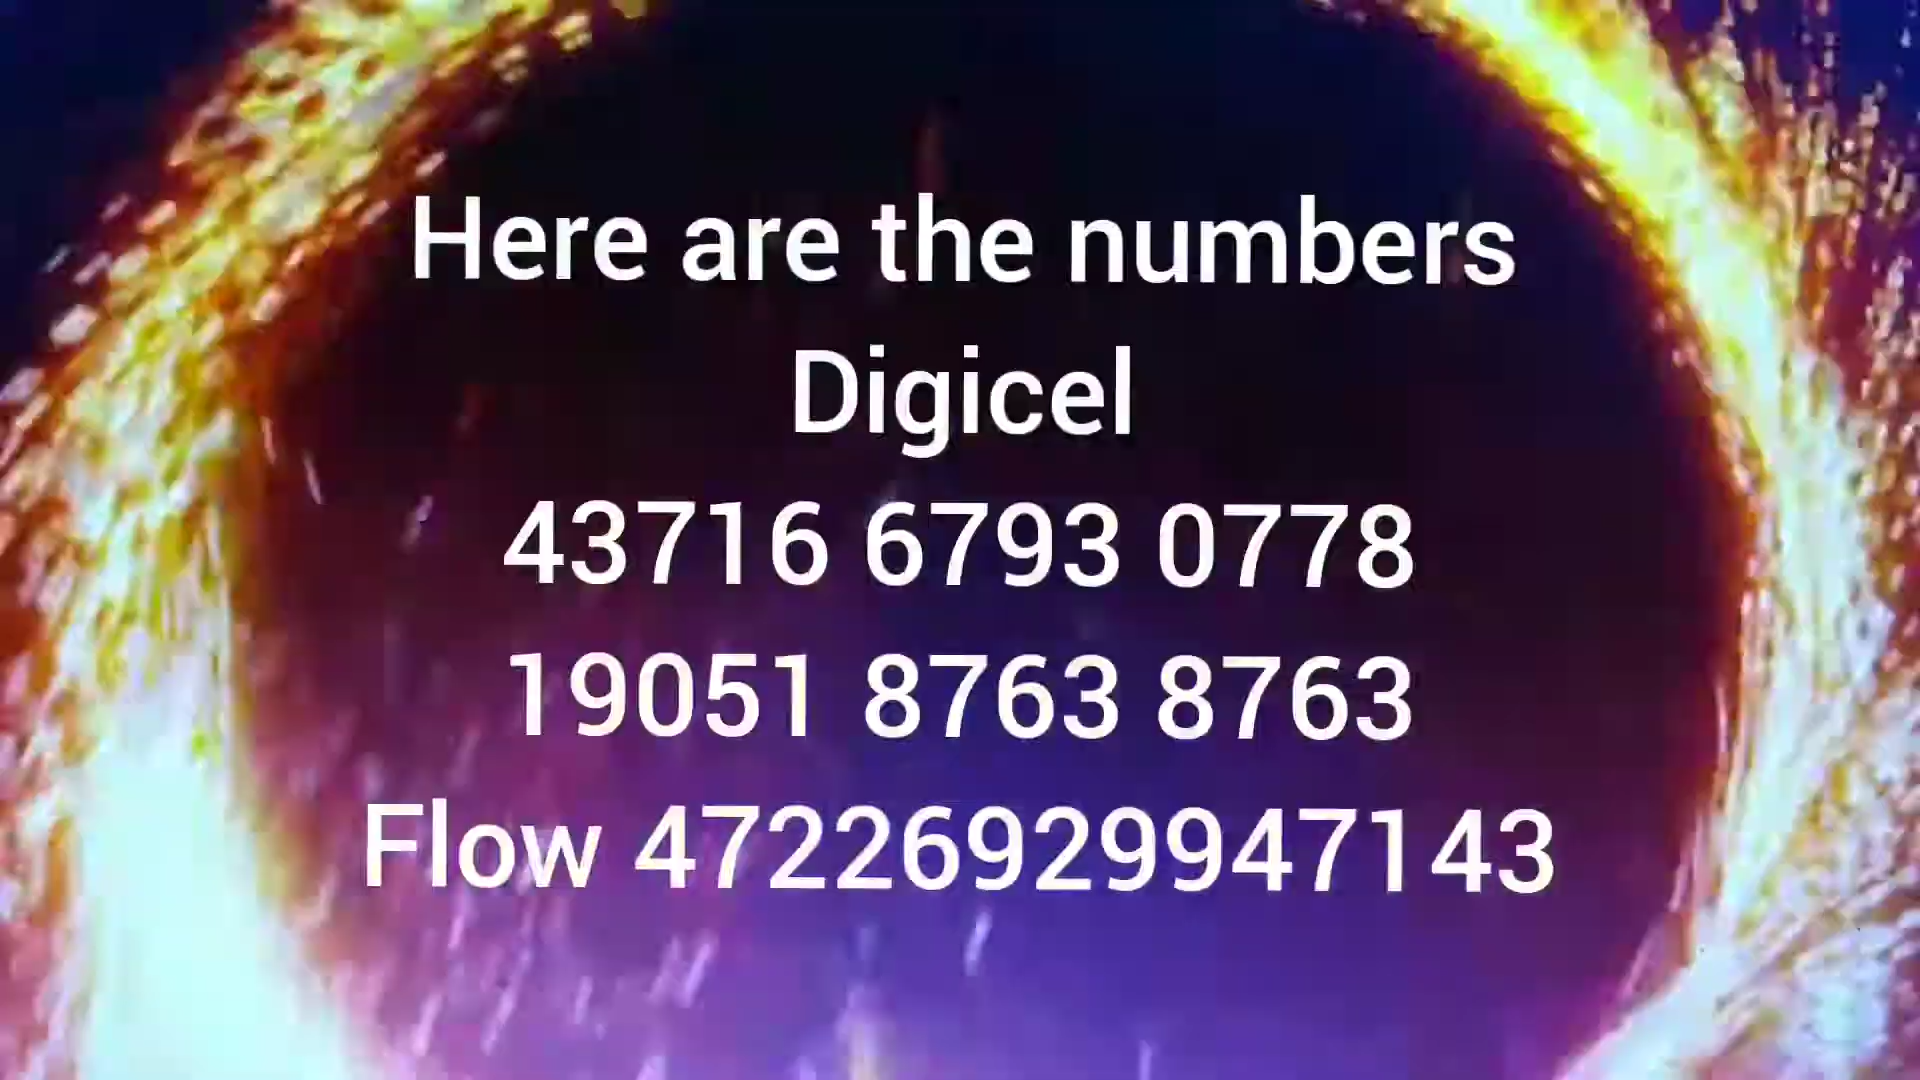 Here are the numbers
Digicel
43716 6793 0778
19051 8763 8763
Flow 47226929947143